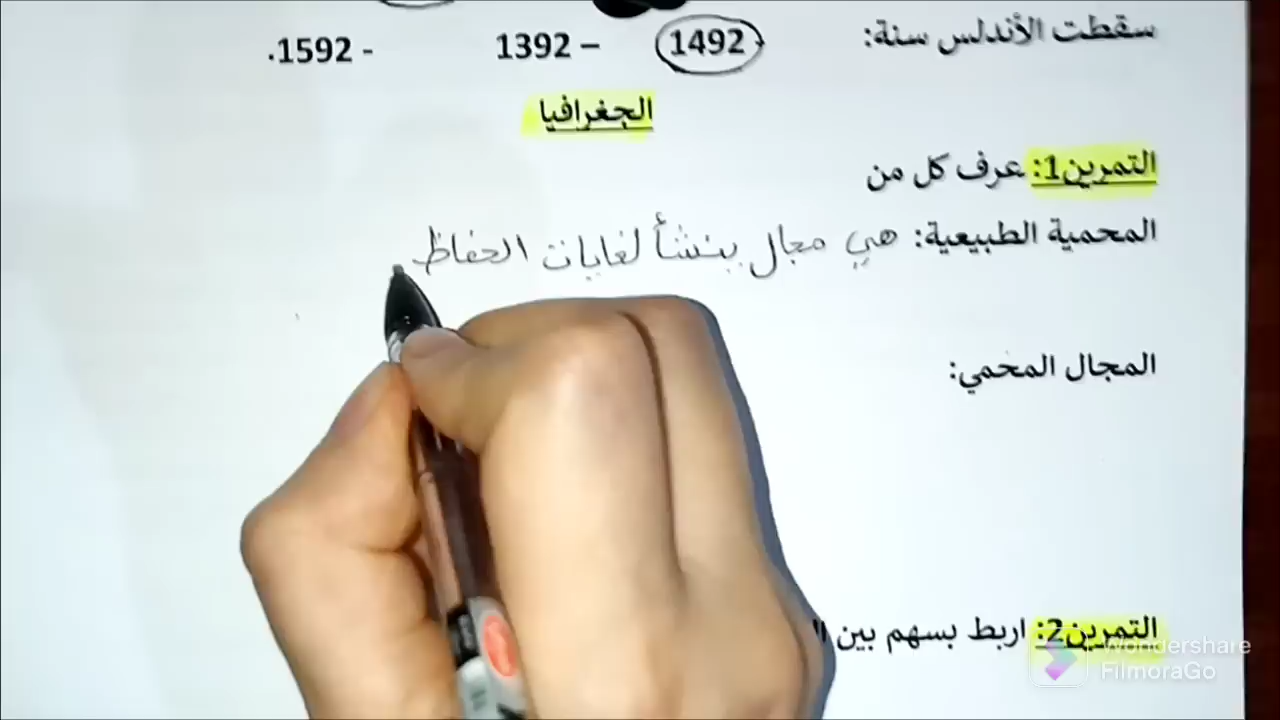 سقطت الأندلس سنة: 1492 – 1392 - 1592.
الجغرافيا
التمرين1: عرف كل من
المحمية الطبيعية: هي مجال ينشأ لغايات الحفاظ
المجال المحمي:
التمرين2: اربط بسهم بين
Wondershare
FilmoraGo